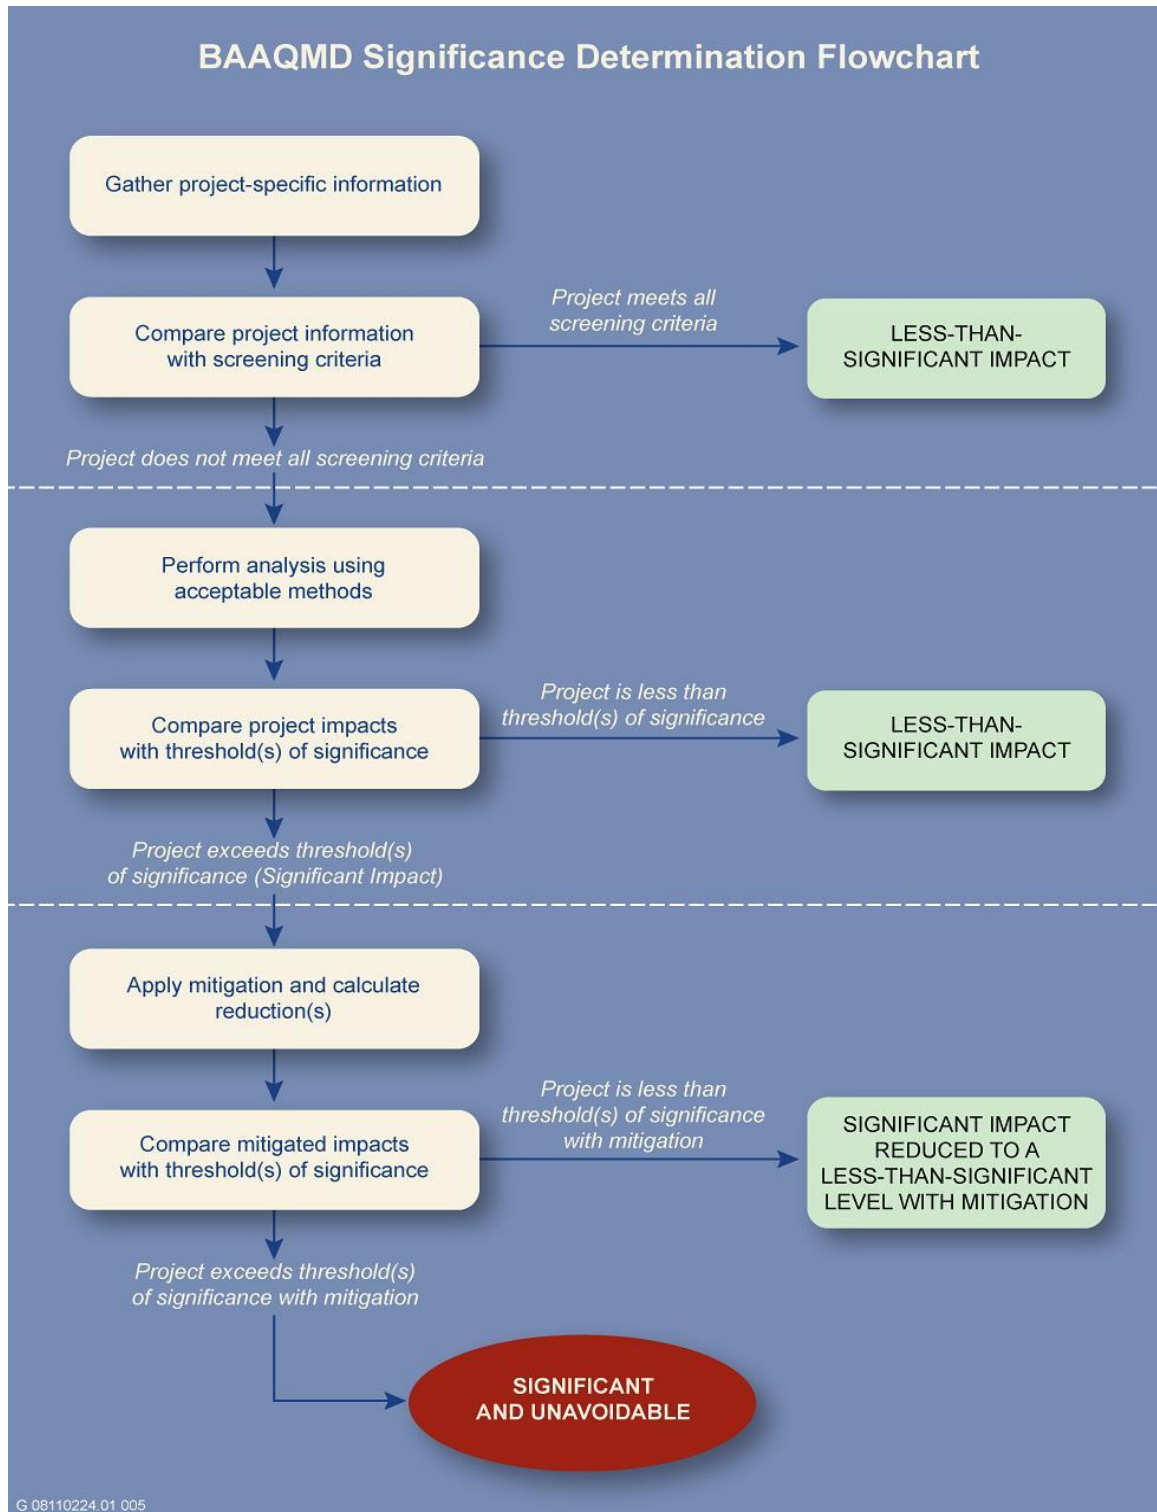 BAAQMD Significance Determination Flowchart
Gather project-specific information
Compare project information
with screening criteria
Project meets all
screening criteria
LESS-THAN-
SIGNIFICANT IMPACT
Project does not meet all screening criteria
Perform analysis using
acceptable methods
Compare project impacts
with threshold(s) of significance
Project is less than
threshold(s) of significance
LESS-THAN-
SIGNIFICANT IMPACT
Project exceeds threshold(s)
of significance (Significant Impact)
Apply mitigation and calculate
reduction(s)
Compare mitigated impacts
with threshold(s) of significance
Project is less than
threshold(s) of significance
with mitigation
SIGNIFICANT IMPACT
REDUCED TO A
LESS-THAN-SIGNIFICANT
LEVEL WITH MITIGATION
Project exceeds threshold(s)
of significance with mitigation
SIGNIFICANT
AND UNAVOIDABLE
G 08110224.01 005